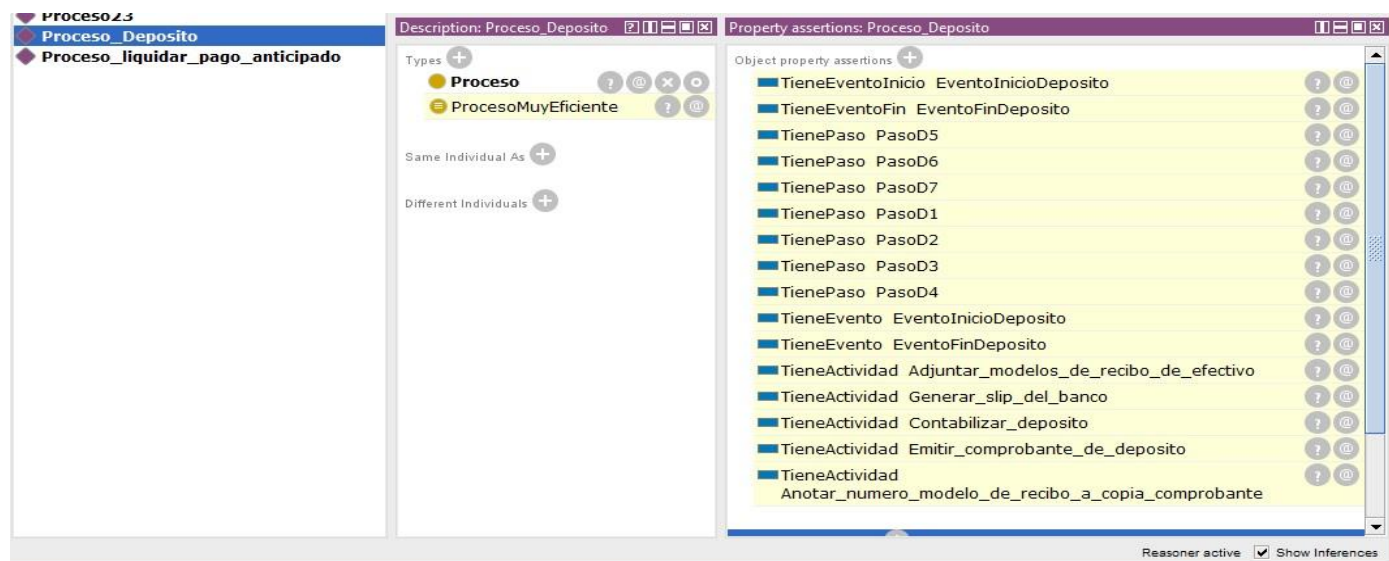 Proceso23
Proceso_Deposito
Proceso_liquidar_pago_anticipado
Description: Proceso_Deposito
Types
Proceso
ProcesoMuyEficiente
Same Individual As
Different Individuals
Property assertions: Proceso_Deposito
Object property assertions
TieneEventoInicio EventoInicioDeposito
TieneEventoFin EventoFinDeposito
TienePaso PasoD5
TienePaso PasoD6
TienePaso PasoD7
TienePaso PasoD1
TienePaso PasoD2
TienePaso PasoD3
TienePaso PasoD4
TieneEvento EventoInicioDeposito
TieneEvento EventoFinDeposito
TieneActividad Adjuntar_modelos_de_recibo_de_efectivo
TieneActividad Generar_slip_del_banco
TieneActividad Contabilizar_deposito
TieneActividad Emitir_comprobante_de_deposito
TieneActividad
Anotar_numero_modelo_de_recibo_a_copia_comprobante
Reasoner active Show Inferences